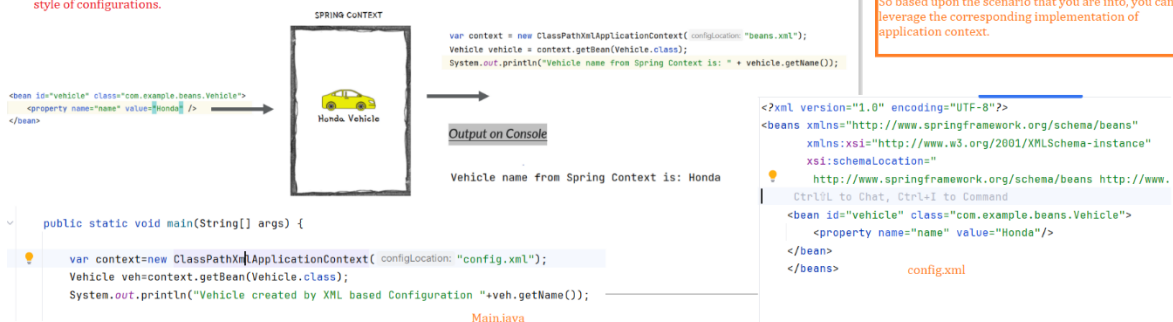 style of configurations.
SPRING CONTEXT
So based upon the scenario that you are into, you can
leverage the corresponding implementation of
application context.
var context = new ClassPathXmlApplicationContext( configLocation: "beans.xml");
Vehicle vehicle = context.getBean(Vehicle.class);
System.out.println("Vehicle name from Spring Context is: " + vehicle.getName());
<bean id="vehicle" class="com.example.beans.Vehicle">
<property name="name" value="Honda" />
</bean>
Honda Vehicle
Output on Console
Vehicle name from Spring Context is: Honda
<?xml version="1.0" encoding="UTF-8"?>
<beans xmlns="http://www.springframework.org/schema/beans"
xmlns:xsi="http://www.w3.org/2001/XMLSchema-instance"
xsi:schemaLocation="
http://www.springframework.org/schema/beans http://www.
Ctrl⇧L to Chat, Ctrl+I to Command
<bean id="vehicle" class="com.example.beans.Vehicle">
<property name="name" value="Honda"/>
</bean>
</beans>
config.xml
public static void main(String[] args) {
var context=new ClassPathXmlApplicationContext( configLocation: "config.xml");
Vehicle veh=context.getBean(Vehicle.class);
System.out.println("Vehicle created by XML based Configuration "+veh.getName());
Main.java